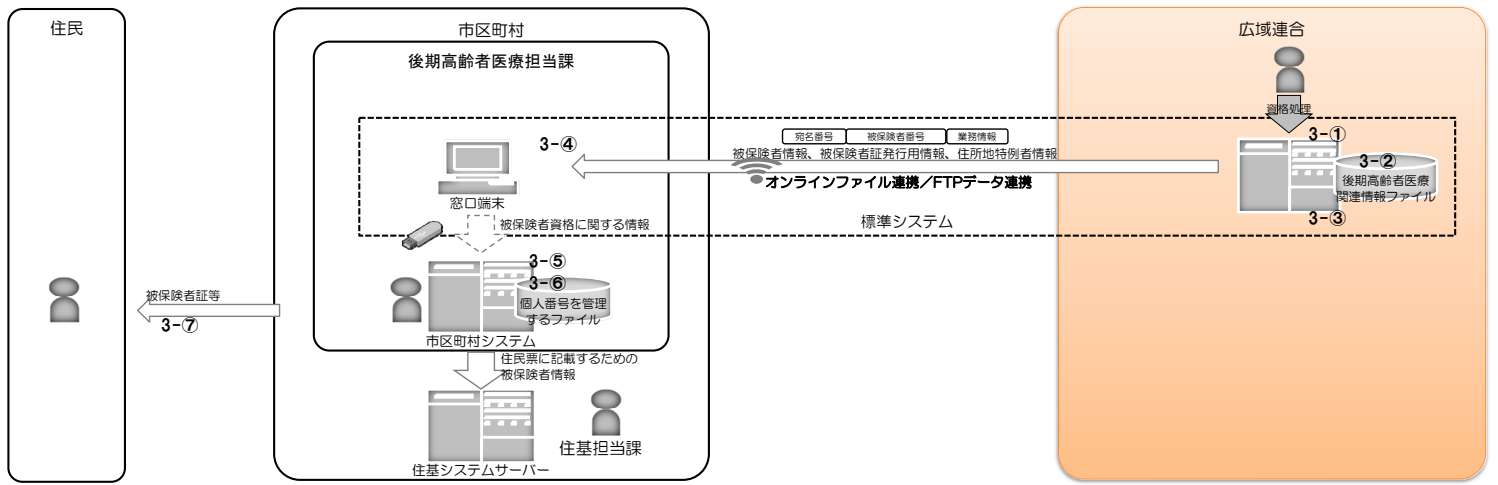 住民
市区町村
後期高齢者医療担当課
広域連合
資格処理
宛名番号 被保険者番号 業務情報
被保険者情報、被保険者証発行用情報、住所地特例者情報
オンラインファイル連携／FTPデータ連携
標準システム
3-①
3-②
後期高齢者医療
関連情報ファイル
3-③
3-④
窓口端末
被保険者資格に関する情報
3-⑤
3-⑥
個人番号を管理
するファイル
市区町村システム
被保険者証等
3-⑦
住民票に記載するための
被保険者情報
住基担当課
住基システムサーバー